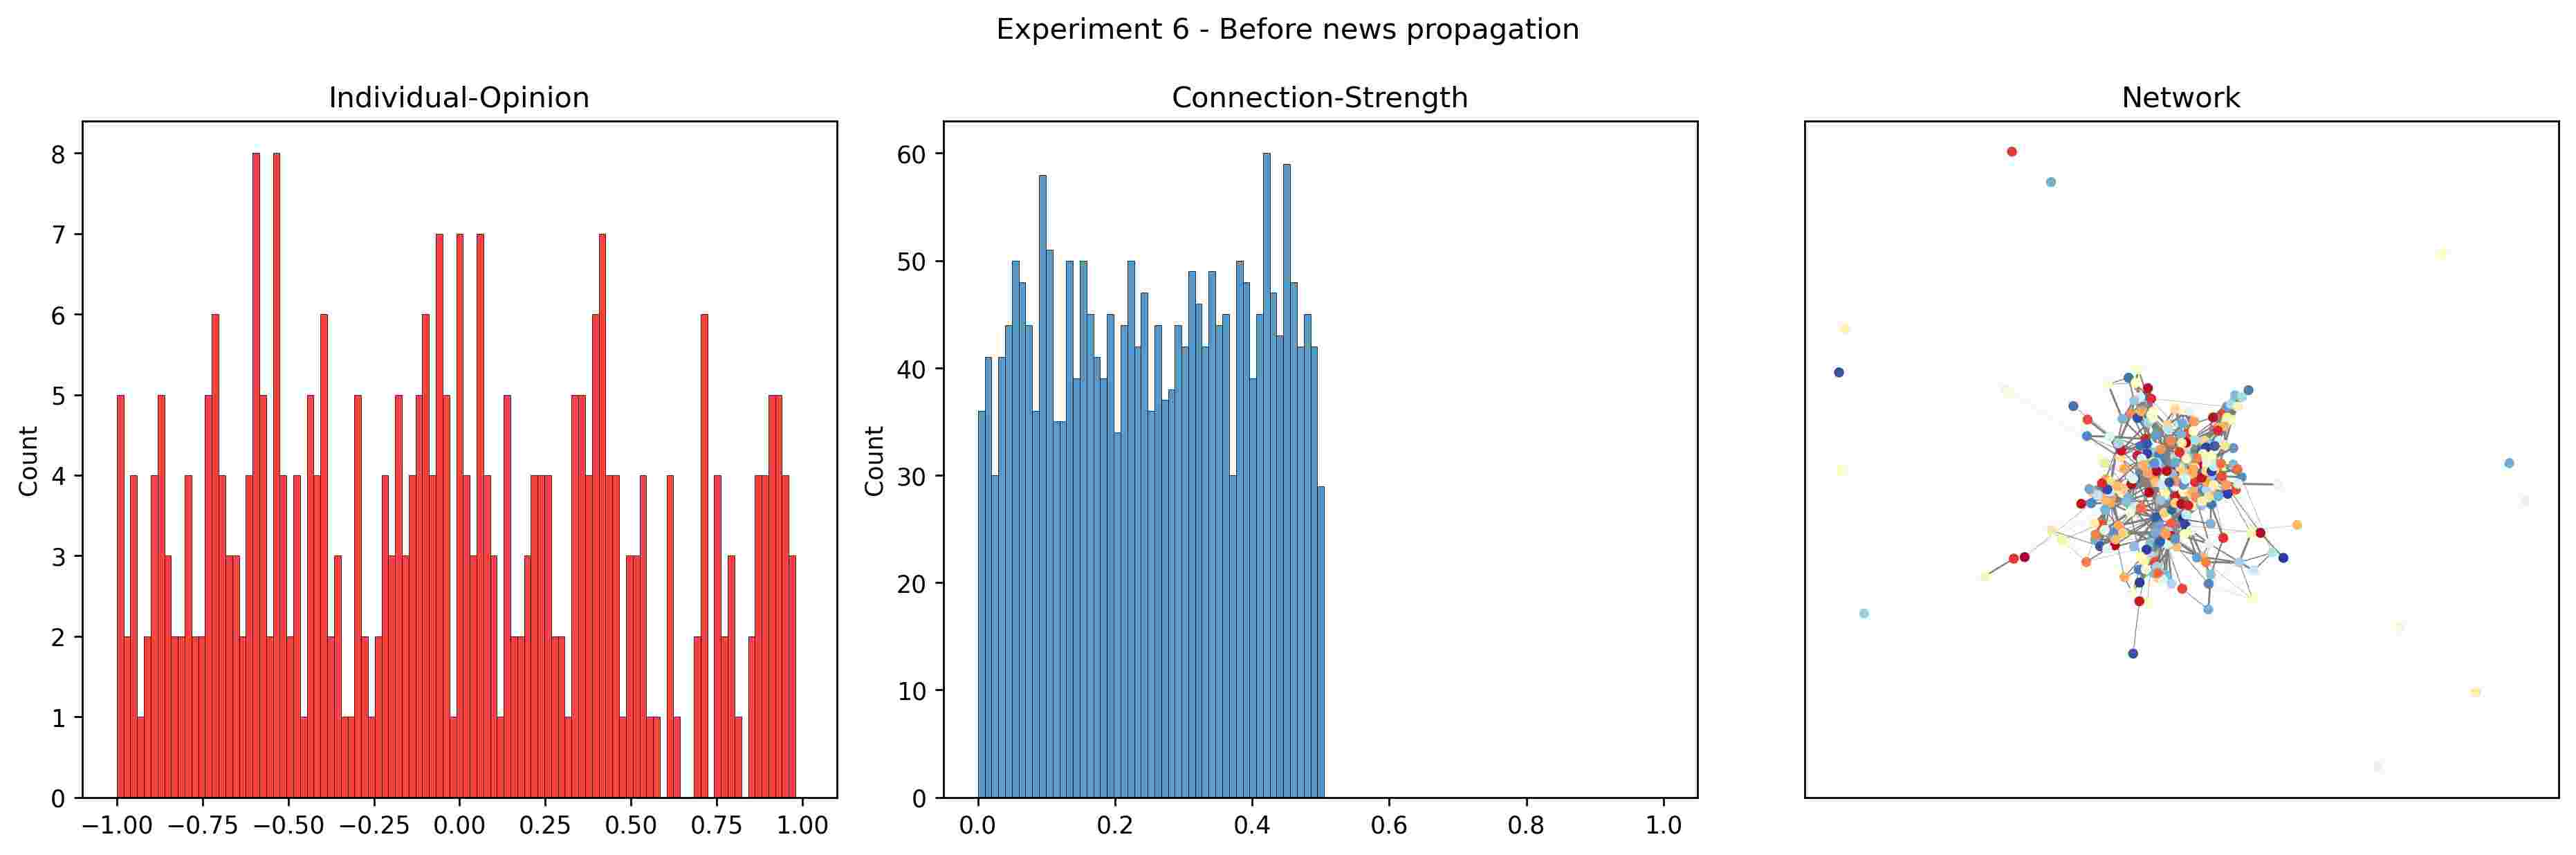 Experiment 6 - Before news propagation
Individual-Opinion
Count
8
7
6
5
4
3
2
1
0
−1.00 −0.75 −0.50 −0.25 0.00 0.25 0.50 0.75 1.00
Connection-Strength
Count
60
50
40
30
20
10
0
0.0 0.2 0.4 0.6 0.8 1.0
Network